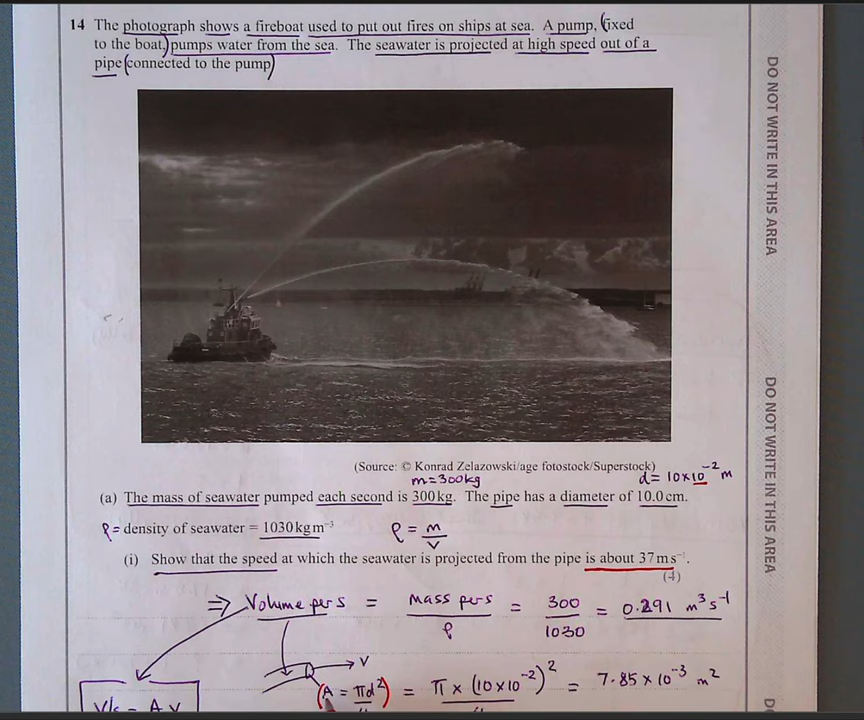 14 The photograph shows a fireboat used to put out fires on ships at sea. A pump, (fixed
to the boat,) pumps water from the sea. The seawater is projected at high speed out of a
pipe (connected to the pump)
DO NOT WRITE IN THIS AREA
(Source: © Konrad Zelazowski/age fotostock/Superstock)
m=300kg d=10×10⁻² m
(a) The mass of seawater pumped each second is 300 kg. The pipe has a diameter of 10.0 cm.
ρ = density of seawater = 1030 kg m⁻³ ρ = m/V
DO NOT WRITE IN THIS AREA
(i) Show that the speed at which the seawater is projected from the pipe is about 37 m s⁻¹.
(4)
⇒ Volume per s = Mass per s / ρ = 300 / 1030 = 0.291 m³ s⁻¹
V
(A = πd²) = π × (10×10⁻²)² = 7.85 × 10⁻³ m²
V/s = A v